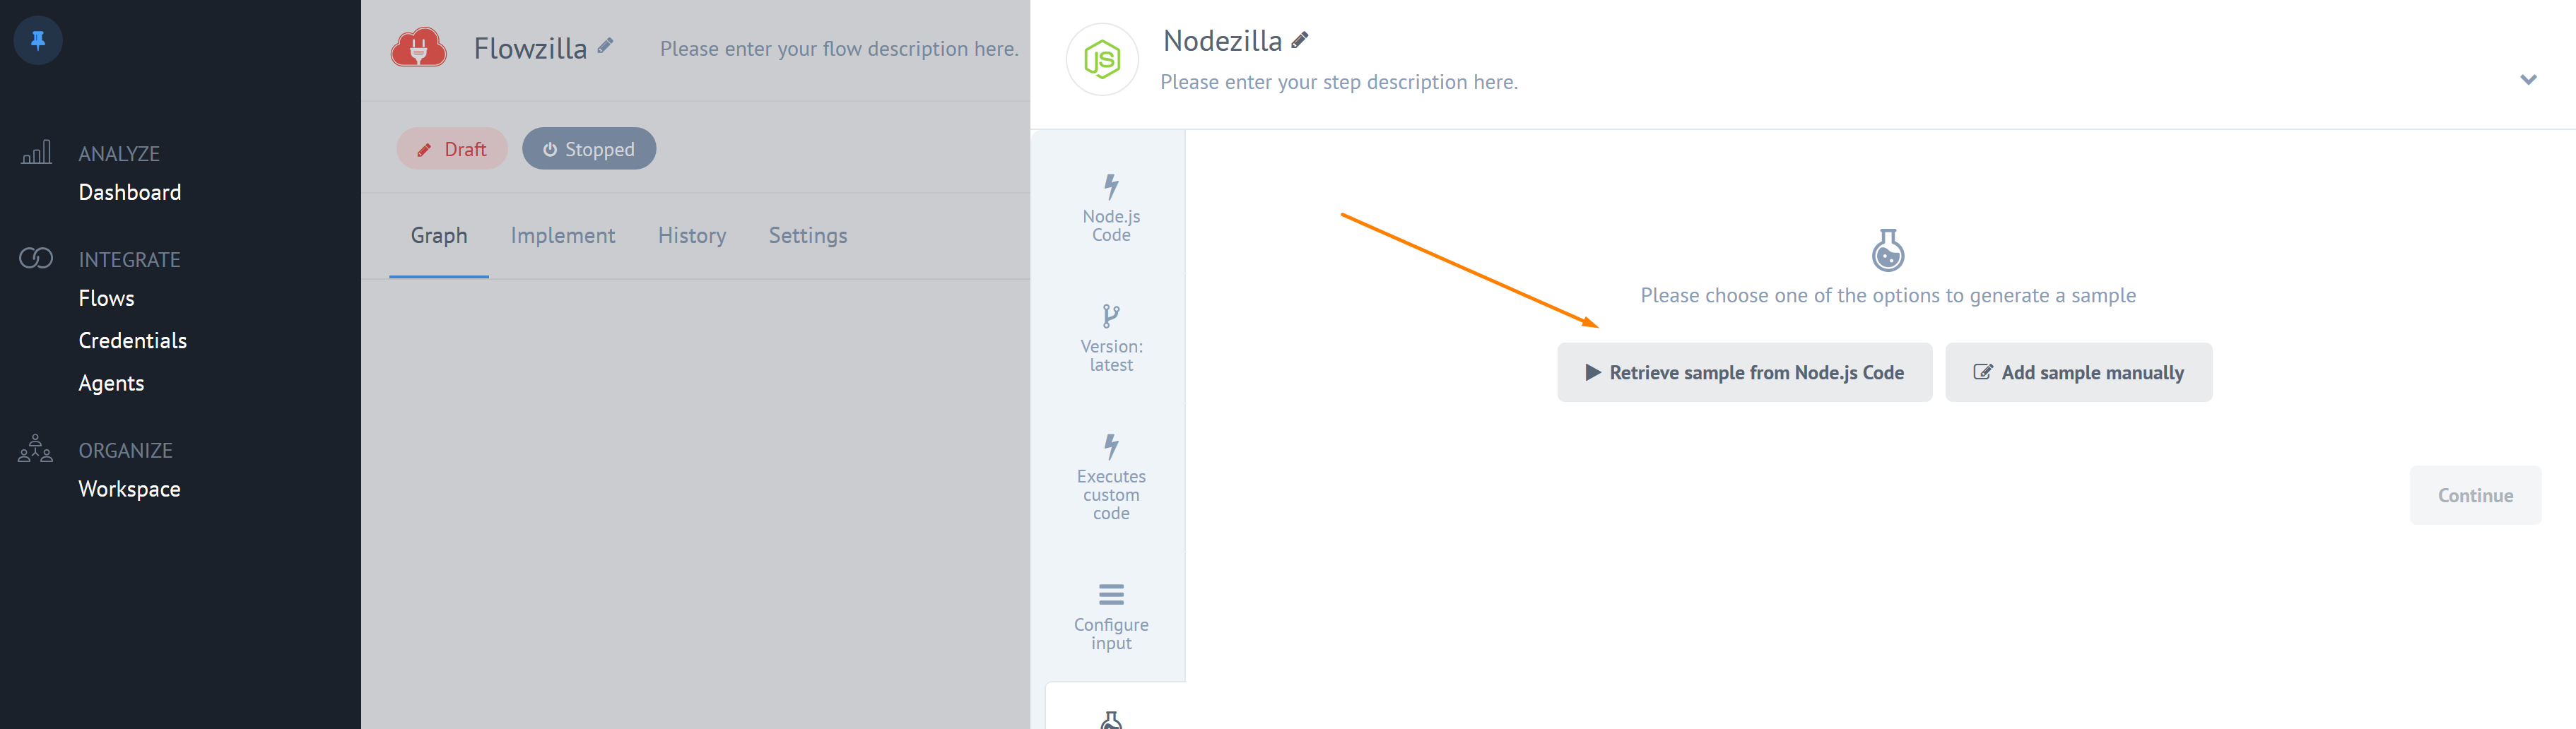 ANALYZE
Dashboard
INTEGRATE
Flows
Credentials
Agents
ORGANIZE
Workspace
Flowzilla
Please enter your flow description here.
Draft
Stopped
Graph
Implement
History
Settings
JS
Nodezilla
Please enter your step description here.
Node.js
Code
Version:
latest
Executes
custom
code
Configure
input
Please choose one of the options to generate a sample
Retrieve sample from Node.js Code
Add sample manually
Continue